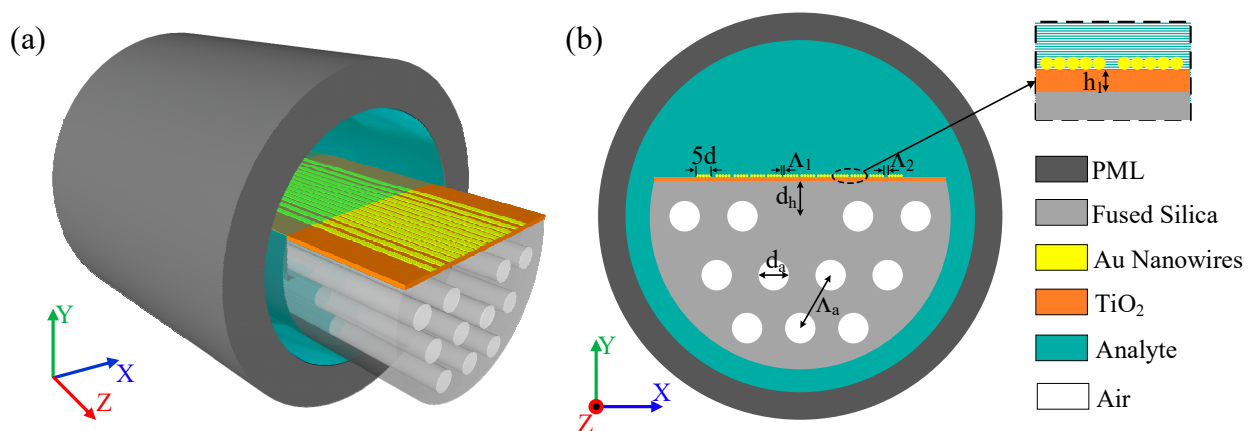 (a)
Y
X
Z
(b)
5d
Λ₁
Λ₂
dₕ
dₐ
Λₐ
Y
Z
X
h₁
PML
Fused Silica
Au Nanowires
TiO₂
Analyte
Air